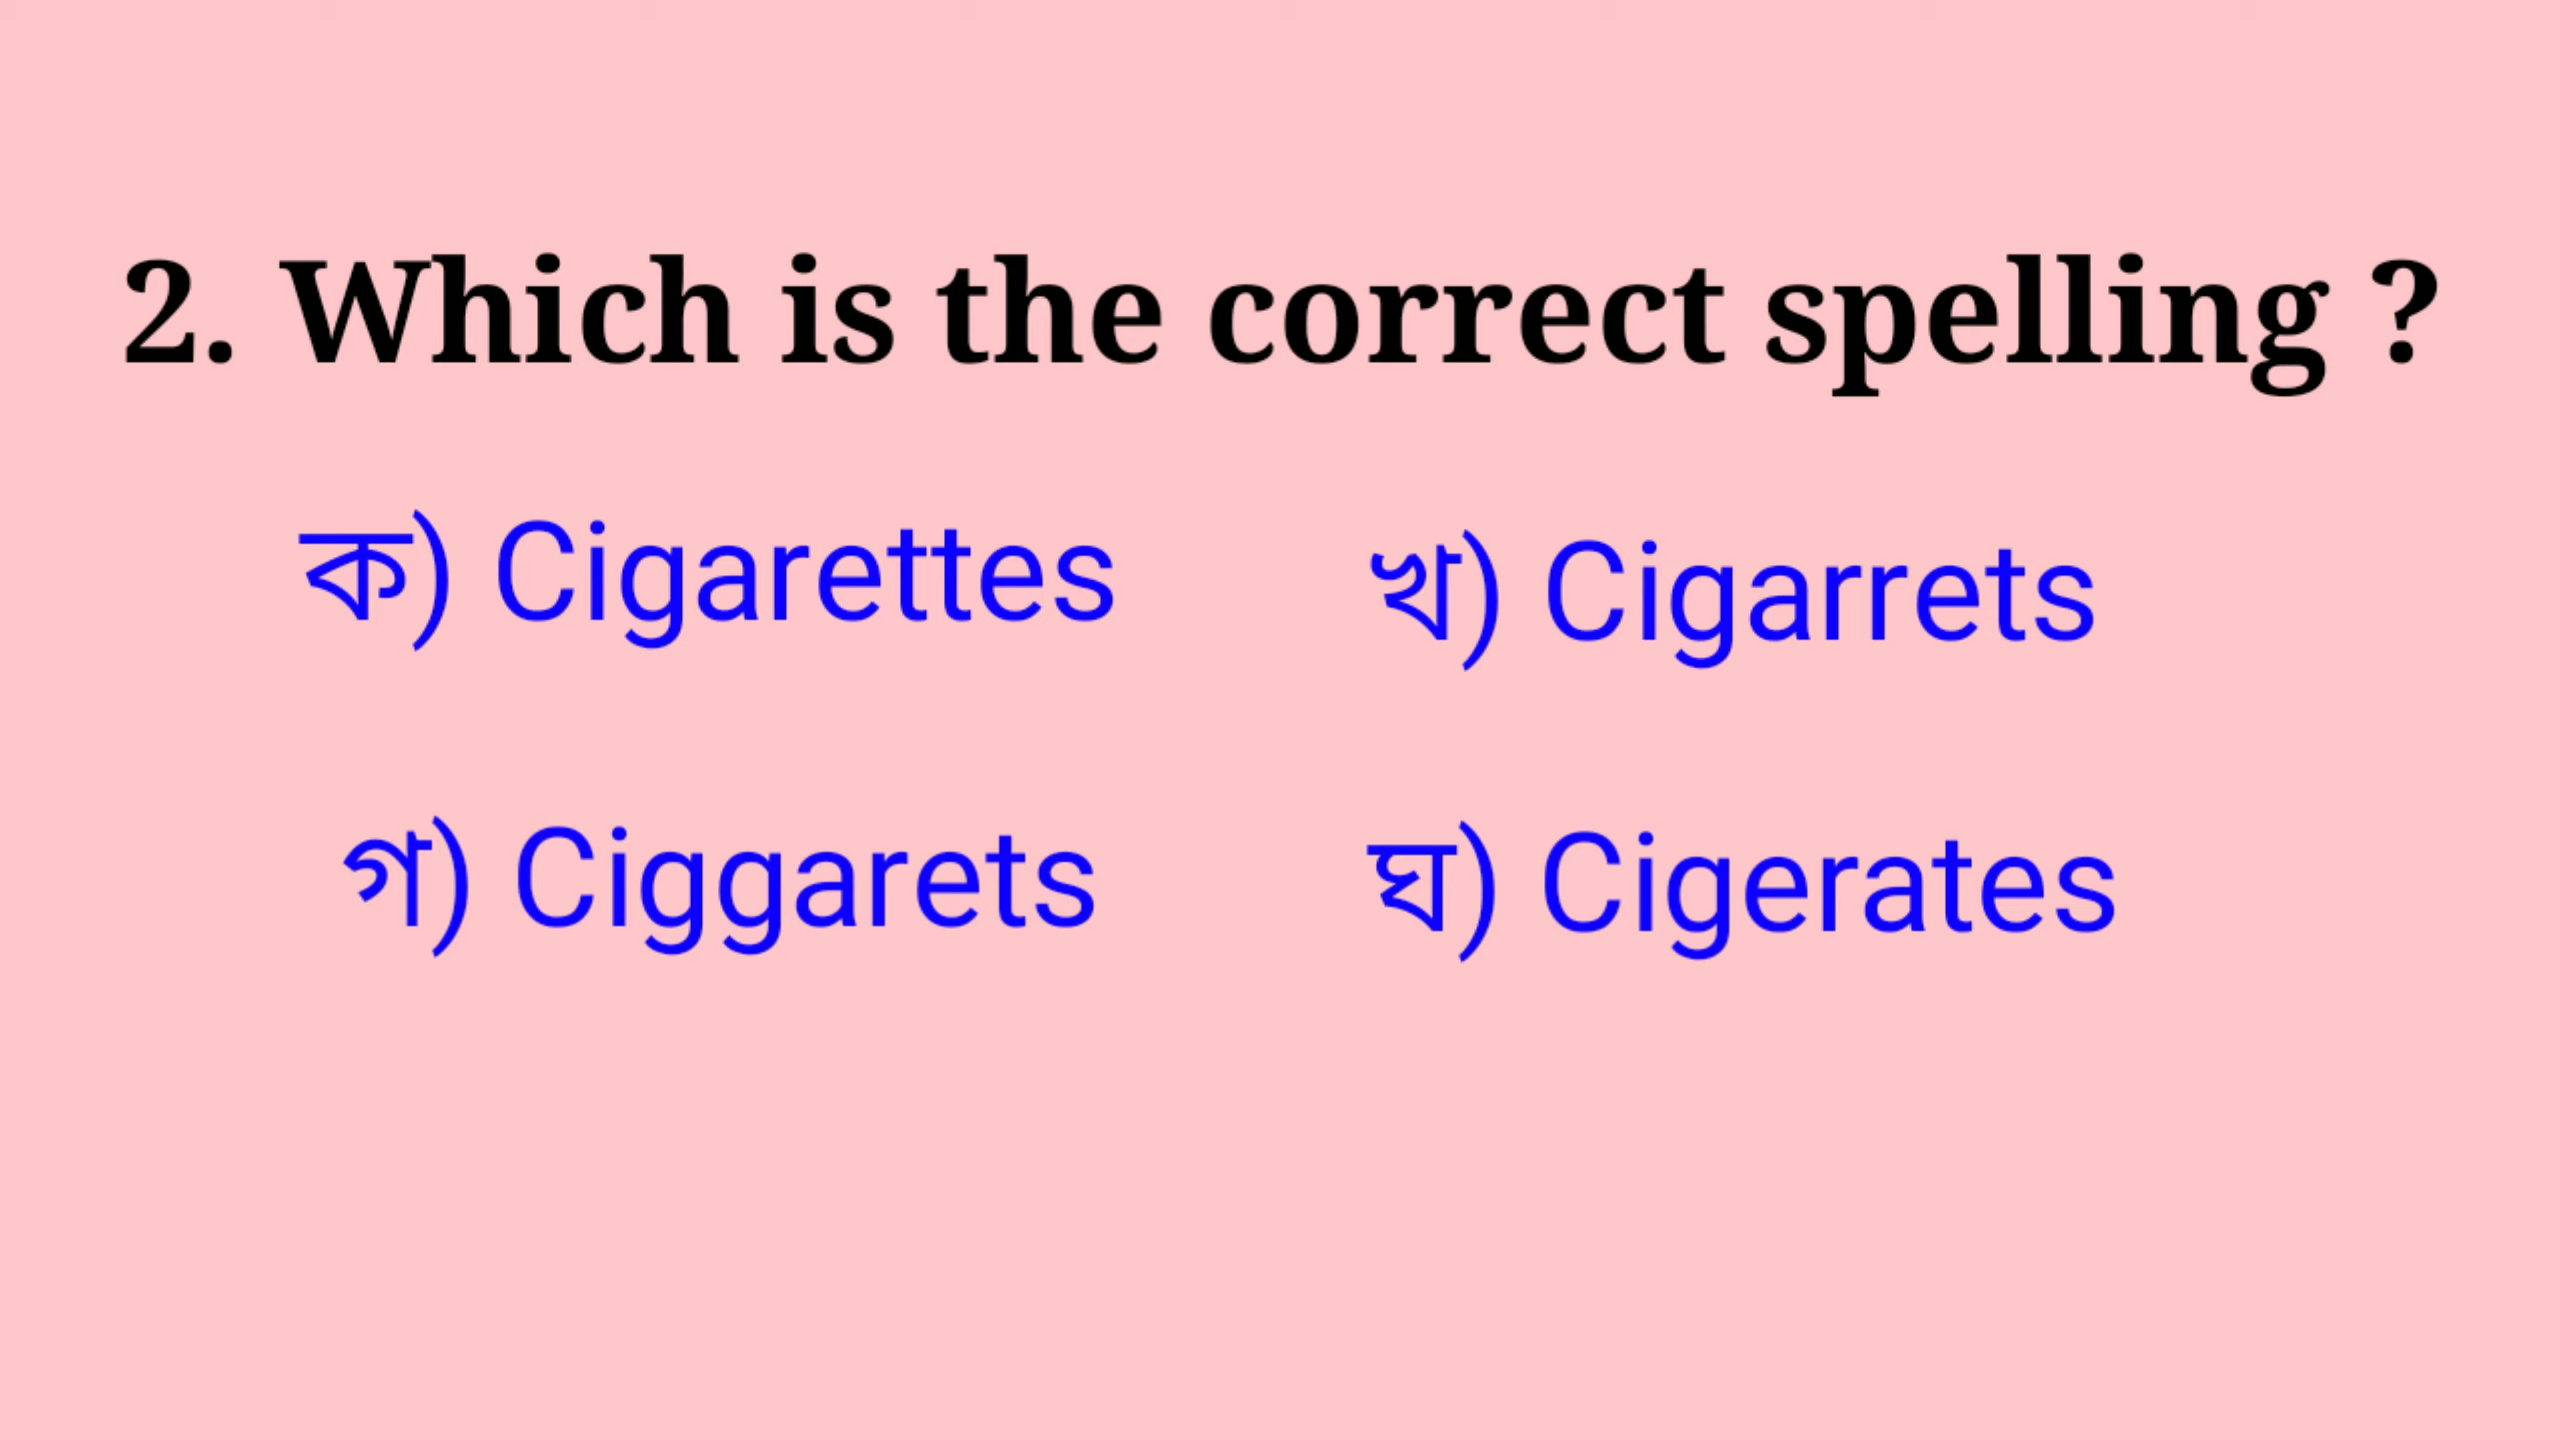 2. Which is the correct spelling ?
ক) Cigarettes
খ) Cigarrets
গ) Ciggarets
ঘ) Cigerates